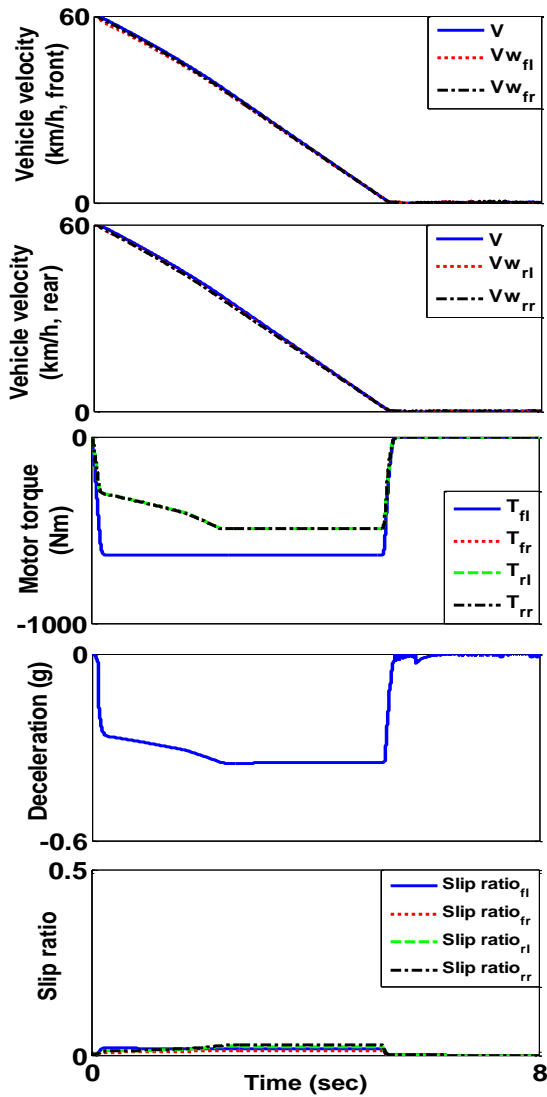 60
Vehicle velocity
(km/h, front)
0
V
Vw_fl
Vw_fr
60
Vehicle velocity
(km/h, rear)
0
V
Vw_rl
Vw_rr
0
Motor torque
(Nm)
-1000
T_fl
T_fr
T_rl
T_rr
0
Deceleration (g)
-0.6
0.5
Slip ratio
0
Slip ratio_fl
Slip ratio_fr
Slip ratio_rl
Slip ratio_rr
0
Time (sec)
8